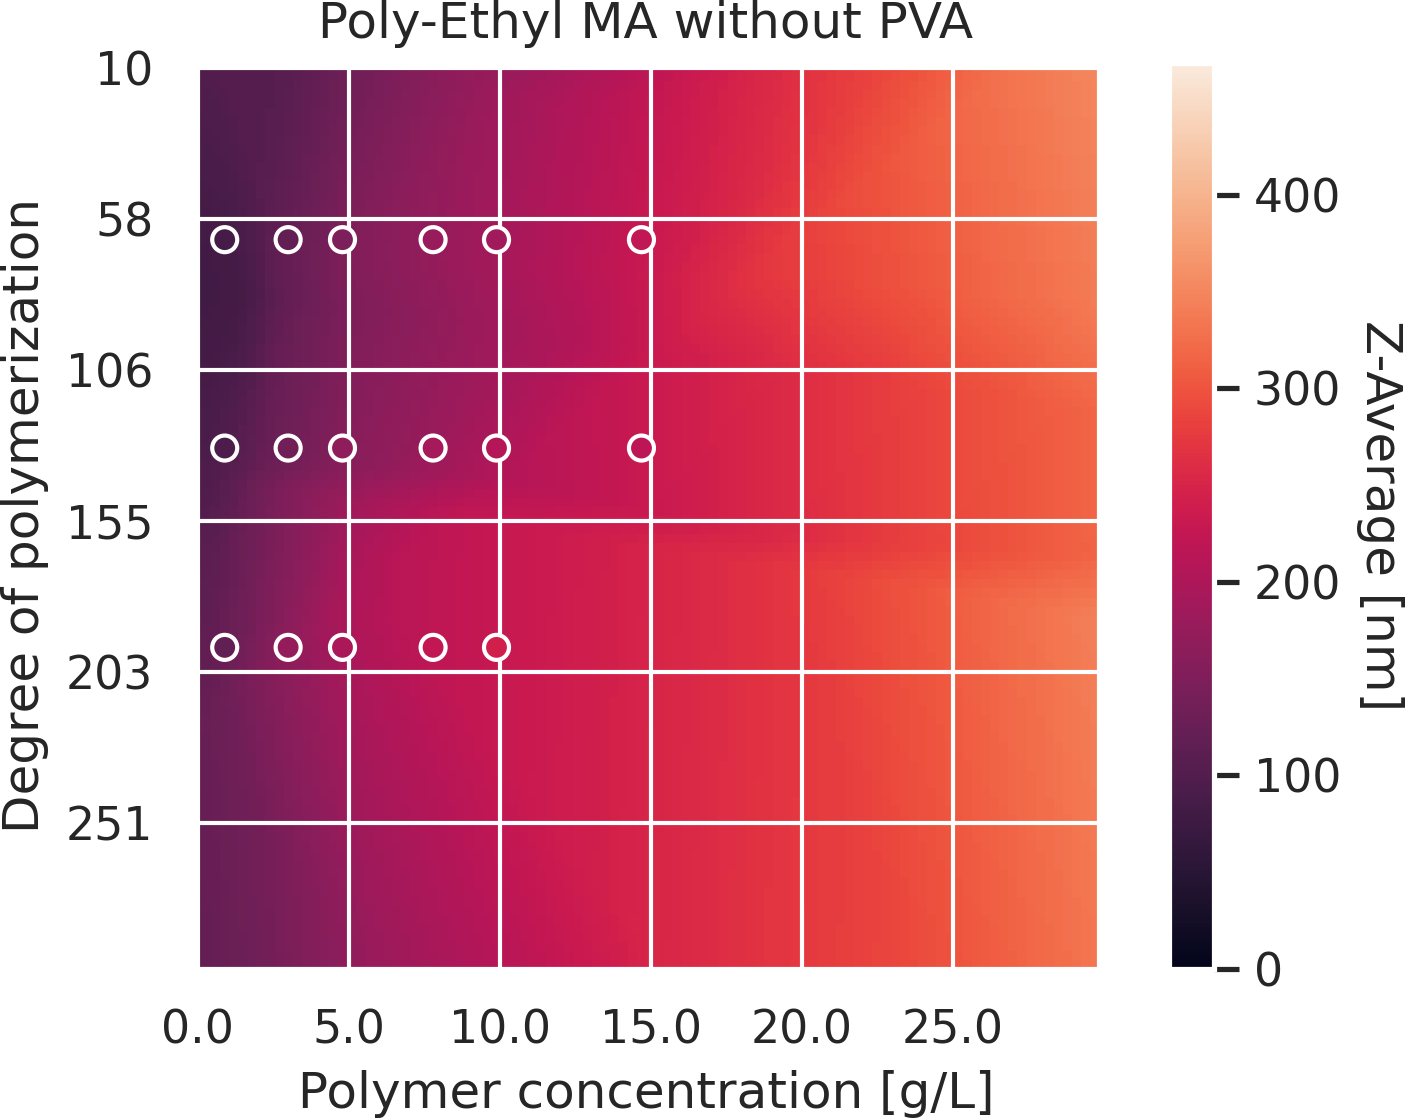 Poly-Ethyl MA without PVA
10
58
106
155
203
251
Degree of polymerization
0.0 5.0 10.0 15.0 20.0 25.0
Polymer concentration [g/L]
400
300
200
100
0
Z-Average [nm]